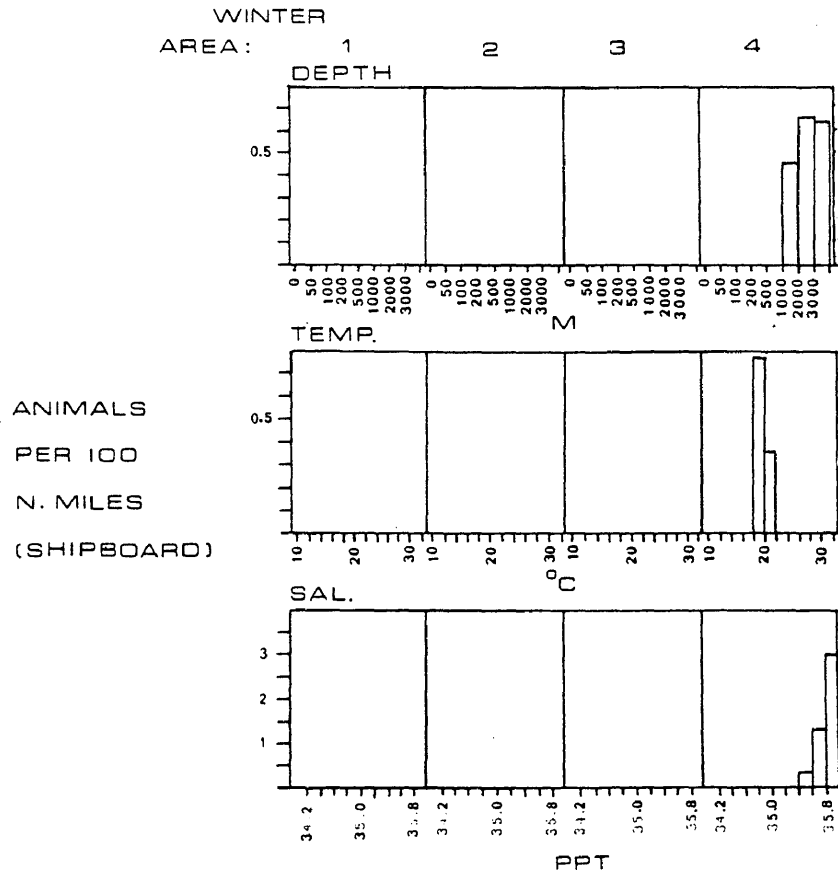 WINTER
AREA: 1 2 3 4
DEPTH
0.5
0 50 100 200 500 1000 2000 3000 0 50 100 200 500 1000 2000 3000 0 50 100 200 500 1000 2000 3000 0 50 100 200 500 1000 2000 3000
M
TEMP.
0.5
ANIMALS
PER 100
N. MILES
(SHIPBOARD)
10 20 30 10 20 30 10 20 30 10 20 30
°C
SAL.
3
2
1
34.2 35.0 35.8 34.2 35.0 35.8 34.2 35.0 35.8 34.2 35.0 35.8
PPT